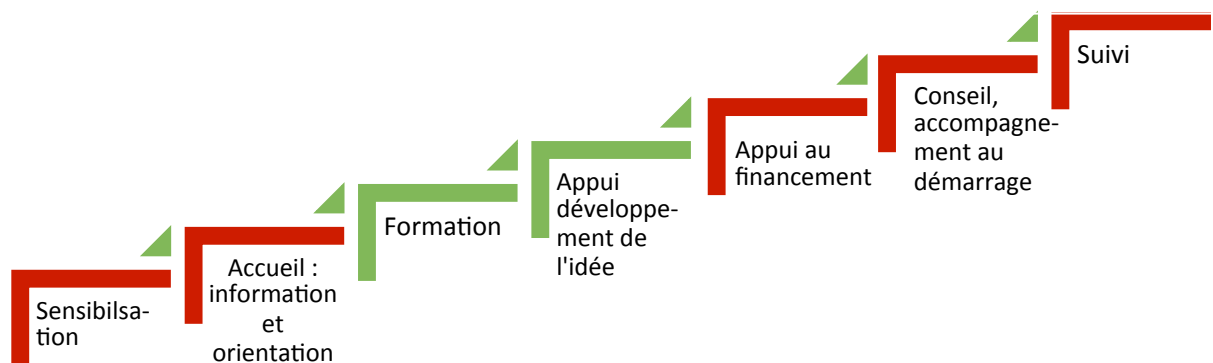 Sensibilsa-
tion
Accueil :
information
et
orientation
Formation
Appui
développe-
ment de
l'idée
Appui au
financement
Conseil,
accompagne-
ment au
démarrage
Suivi